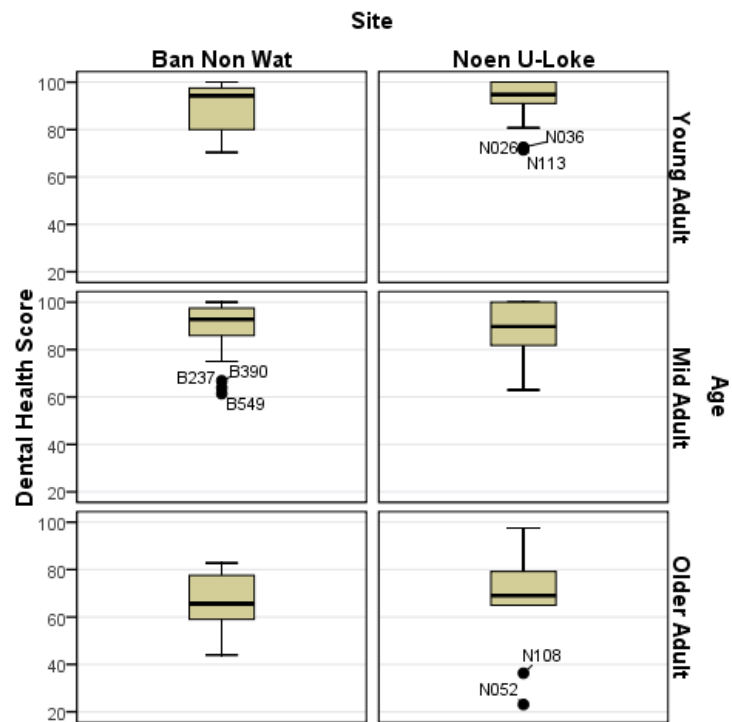 Site
Ban Non Wat Noen U-Loke
Dental Health Score
Age
100
80
60
40
20
N026 N036
N113
Young Adult
100
80
60
40
20
B237 B390
B549
Mid Adult
100
80
60
40
20
N108
N052
Older Adult